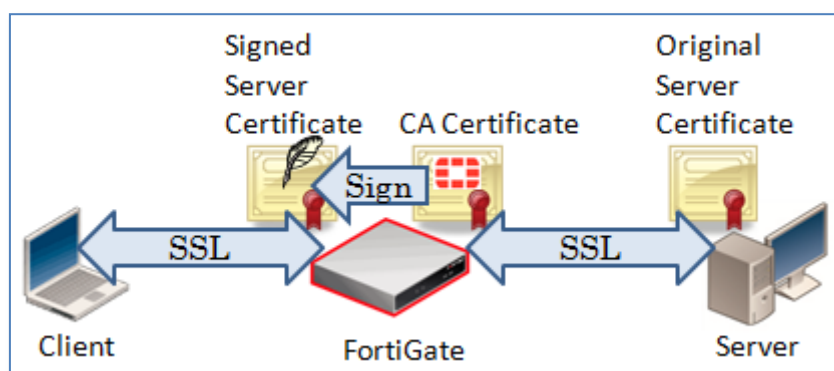 Signed
Server
Certificate
CA Certificate
Original
Server
Certificate
Sign
SSL
SSL
Client
FortiGate
Server